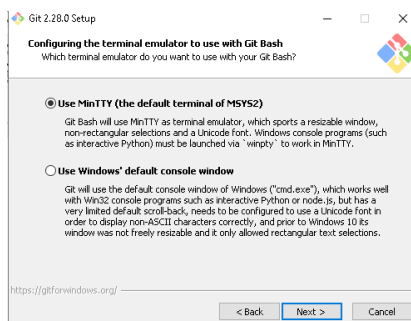 Git 2.28.0 Setup
Configuring the terminal emulator to use with Git Bash
Which terminal emulator do you want to use with your Git Bash?
Use MinTTY (the default terminal of MSYS2)
Git Bash will use MinTTY as terminal emulator, which sports a resizable window,
non-rectangular selections and a Unicode font. Windows console programs (such
as interactive Python) must be launched via `winpty` to work in MinTTY.
Use Windows' default console window
Git will use the default console window of Windows ("cmd.exe"), which works well
with Win32 console programs such as interactive Python or node.js, but has a
very limited default scroll-back, needs to be configured to use a Unicode font in
order to display non-ASCII characters correctly, and prior to Windows 10 its
window was not freely resizable and it only allowed rectangular text selections.
https://gitforwindows.org/
< Back Next > Cancel